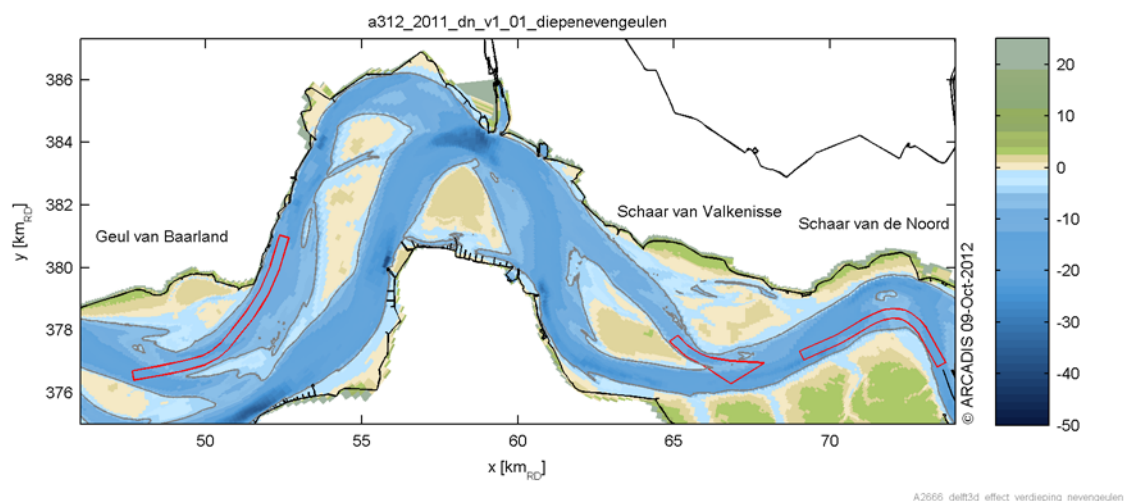 a312_2011_dn_v1_01_diepenevengeulen
386
384
382
380
378
376
y [km_RD]
Geul van Baarland
Schaar van Valkenisse
Schaar van de Noord
© ARCADIS 09-Oct-2012
50
55
60
65
70
x [km_RD]
20
10
0
-10
-20
-30
-40
-50
A2666_delft3d_effect_verdieping_nevengeulen